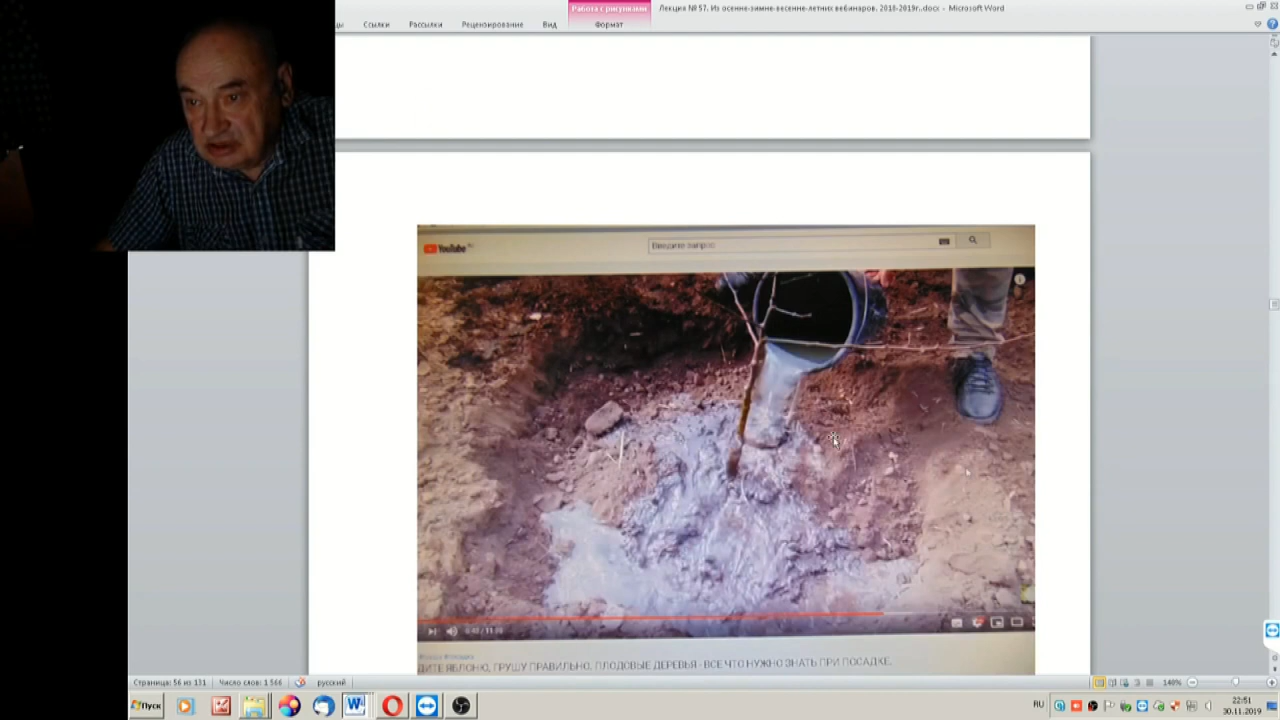 Работа с рисунками
Лекция № 57. Из осенне-зимне-весенне-летних вебинаров. 2018-2019г..docx - Microsoft Word
Ссылки
Рассылки
Рецензирование
Вид
Формат
YouTube
Введите запрос
ДИТЕ ЯБЛОНЮ, ГРУШУ ПРАВИЛЬНО. ПЛОДОВЫЕ ДЕРЕВЬЯ - ВСЕ ЧТО НУЖНО ЗНАТЬ ПРИ ПОСАДКЕ.
Страница: 56 из 131
Число слов: 1 566
русский
148%
Пуск
RU
22:51
30.11.2019